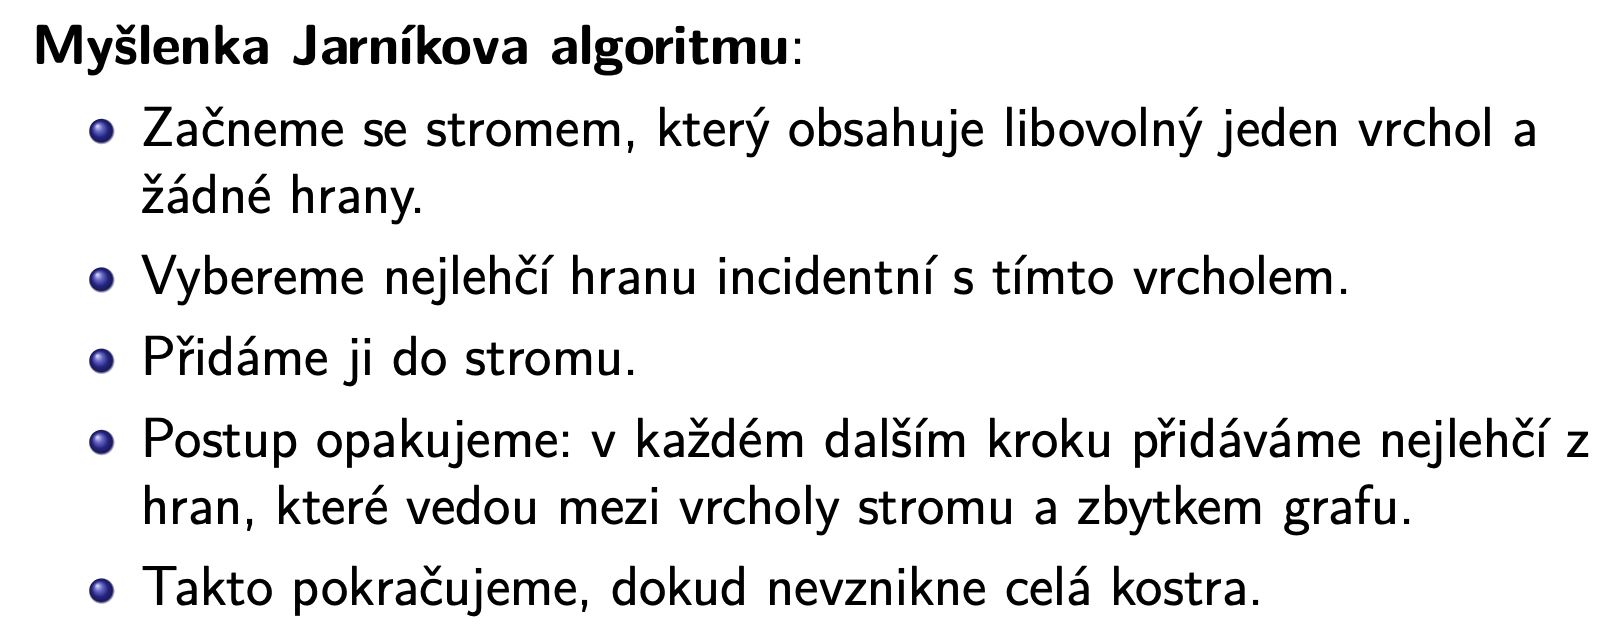 Myšlenka Jarníkova algoritmu:
Začneme se stromem, který obsahuje libovolný jeden vrchol a
žádné hrany.
Vybereme nejlehčí hranu incidentní s tímto vrcholem.
Přidáme ji do stromu.
Postup opakujeme: v každém dalším kroku přidáváme nejlehčí z
hran, které vedou mezi vrcholy stromu a zbytkem grafu.
Takto pokračujeme, dokud nevznikne celá kostra.